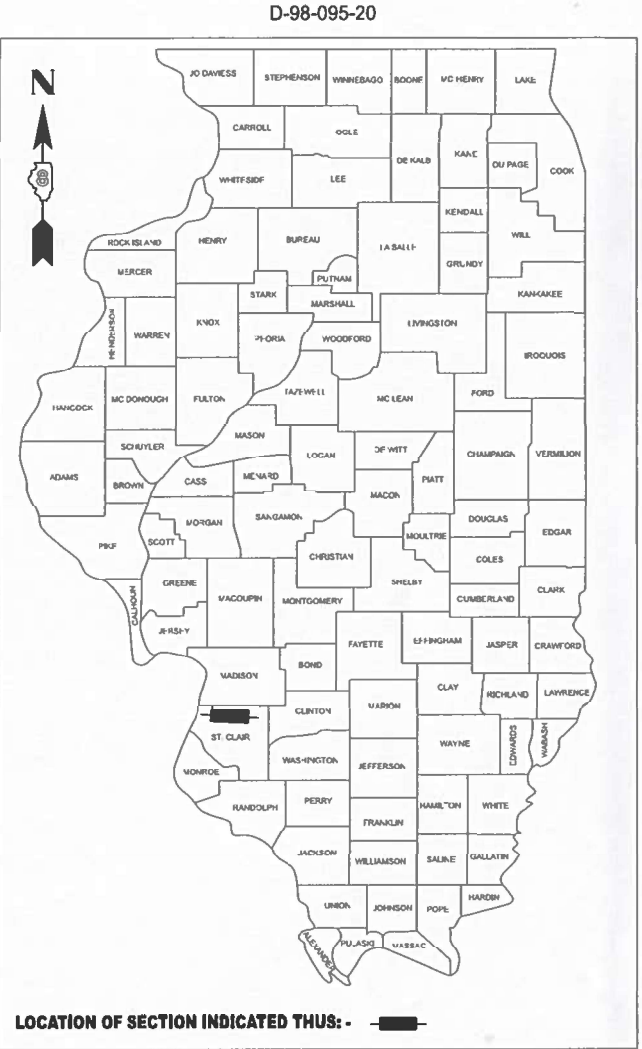 D-98-095-20
N
JO DAVIESS STEPHENSON WINNEBAGO BOONE MC HENRY LAKE
CARROLL OGLE DE KALB KANE DU PAGE COOK
WHITESIDE LEE
KENDALL
ROCK ISLAND HENRY BUREAU LA SALLE WILL
MERCER PUTNAM GRUNDY
STARK MARSHALL KANKAKEE
HENDERSON WARREN KNOX PEORIA WOODFORD LIVINGSTON
IROQUOIS
HANCOCK MC DONOUGH FULTON TAZEWELL MC LEAN FORD
SCHUYLER MASON LOGAN DE WITT CHAMPAIGN VERMILION
ADAMS BROWN CASS MENARD PIATT
MACON
PIKE SCOTT MORGAN SANGAMON MOULTRIE DOUGLAS EDGAR
CHRISTIAN COLES
CALHOUN GREENE MACOUPIN MONTGOMERY SHELBY CUMBERLAND CLARK
JERSEY FAYETTE EFFINGHAM JASPER CRAWFORD
MADISON BOND
CLAY RICHLAND LAWRENCE
CLINTON MARION
ST. CLAIR WAYNE EDWARDS WABASH
WASHINGTON JEFFERSON
MONROE
RANDOLPH PERRY HAMILTON WHITE
FRANKLIN
JACKSON WILLIAMSON SALINE GALLATIN
UNION JOHNSON POPE HARDIN
ALEXANDER PULASKI MASSAC
LOCATION OF SECTION INDICATED THUS: -